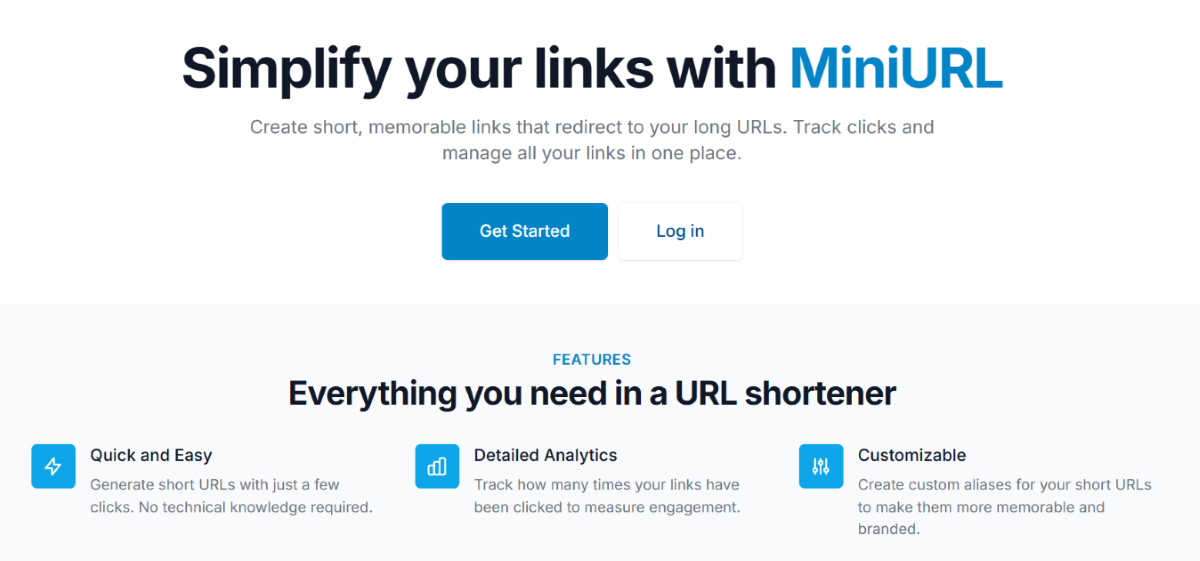 Simplify your links with MiniURL
Create short, memorable links that redirect to your long URLs. Track clicks and
manage all your links in one place.
Get Started
Log in
FEATURES
Everything you need in a URL shortener
Quick and Easy
Generate short URLs with just a few
clicks. No technical knowledge required.
Detailed Analytics
Track how many times your links have
been clicked to measure engagement.
Customizable
Create custom aliases for your short URLs
to make them more memorable and
branded.